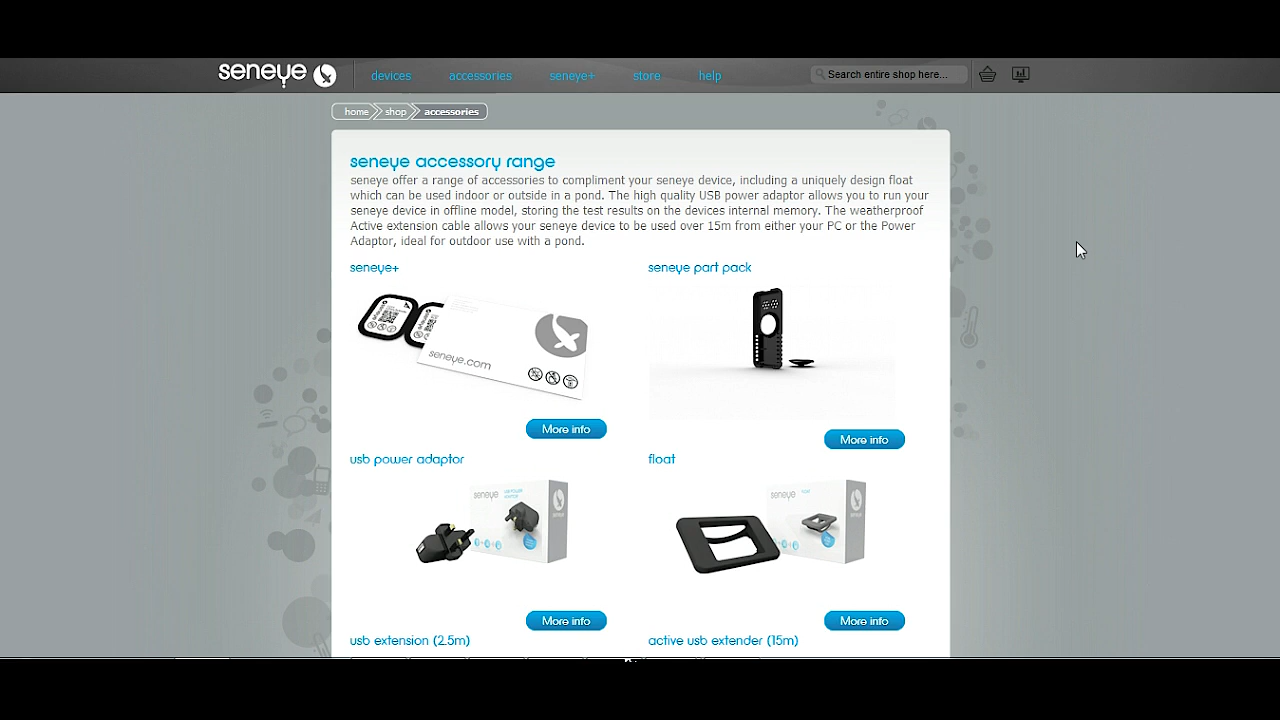 seneye
devices accessories seneye+ store help
Search entire shop here...
home shop accessories
seneye accessory range
seneye offer a range of accessories to compliment your seneye device, including a uniquely design float
which can be used indoor or outside in a pond. The high quality USB power adaptor allows you to run your
seneye device in offline model, storing the test results on the devices internal memory. The weatherproof
Active extension cable allows your seneye device to be used over 15m from either your PC or the Power
Adaptor, ideal for outdoor use with a pond.
seneye+ seneye part pack
seneye.com
More info
More info
usb power adaptor float
seneye
seneye
More info More info
usb extension (2.5m) active usb extender (15m)